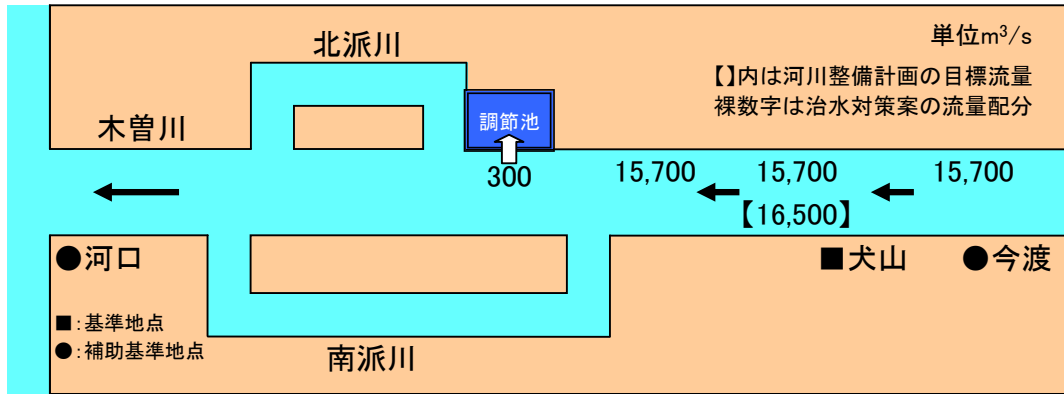 単位m³/s
【】内は河川整備計画の目標流量
裸数字は治水対策案の流量配分
北派川
木曽川
調節池
300
15,700
15,700
15,700
【16,500】
●河口
■犬山
●今渡
■：基準地点
●：補助基準地点
南派川